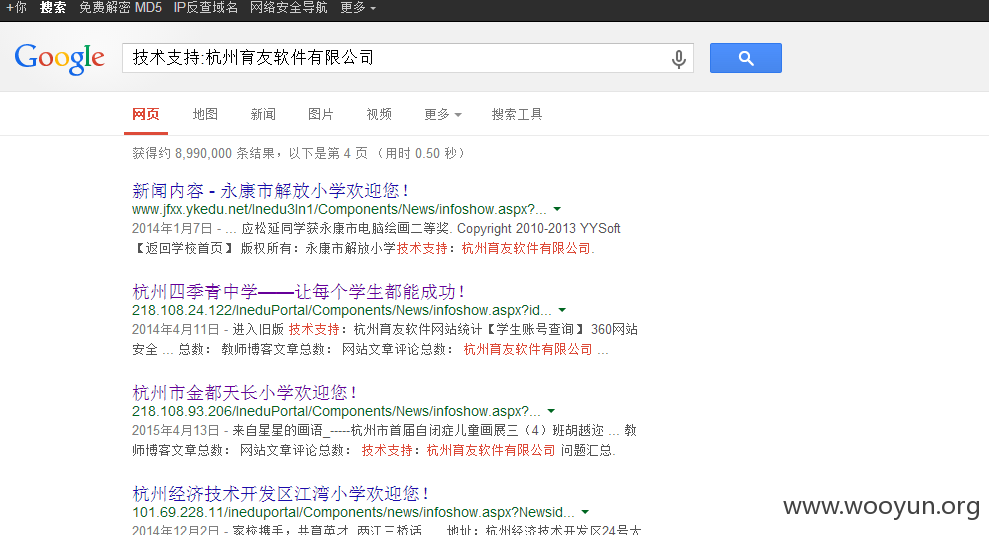 +你 搜索 免费解密 MD5 IP反查域名 网络安全导航 更多
Google 技术支持:杭州育友软件有限公司
网页 地图 新闻 图片 视频 更多 搜索工具
获得约 8,990,000 条结果，以下是第 4 页 （用时 0.50 秒）
新闻内容 - 永康市解放小学欢迎您！
www.jfxx.ykedu.net/Inedu3In1/Components/News/infoshow.aspx?...
2014年1月7日 - ... 应松延同学获永康市电脑绘画二等奖. Copyright 2010-2013 YYSoft
【返回学校首页】 版权所有：永康市解放小学技术支持：杭州育友软件有限公司.
杭州四季青中学——让每个学生都能成功！
218.108.24.122/IneduPortal/Components/News/infoshow.aspx?id...
2014年4月11日 - 进入旧版 技术支持：杭州育友软件网站统计【学生账号查询】 360网站
安全 ... 总数： 教师博客文章总数： 网站文章评论总数： 杭州育友软件有限公司 ...
杭州市金都天长小学欢迎您！
218.108.93.206/IneduPortal/Components/News/infoshow.aspx?...
2015年4月13日 - 来自星星的画语_-----杭州市首届自闭症儿童画展三（4）班胡越迩 ... 教
师博客文章总数： 网站文章评论总数： 技术支持：杭州育友软件有限公司 问题汇总.
杭州经济技术开发区江湾小学欢迎您！
101.69.228.11/ineduportal/Components/news/infoshow.aspx?Newsid...
2014年12月2日 - 家校携手，共育英才 两江三桥话 ... 地址：杭州经济技术开发区24号大
www.wooyun.org